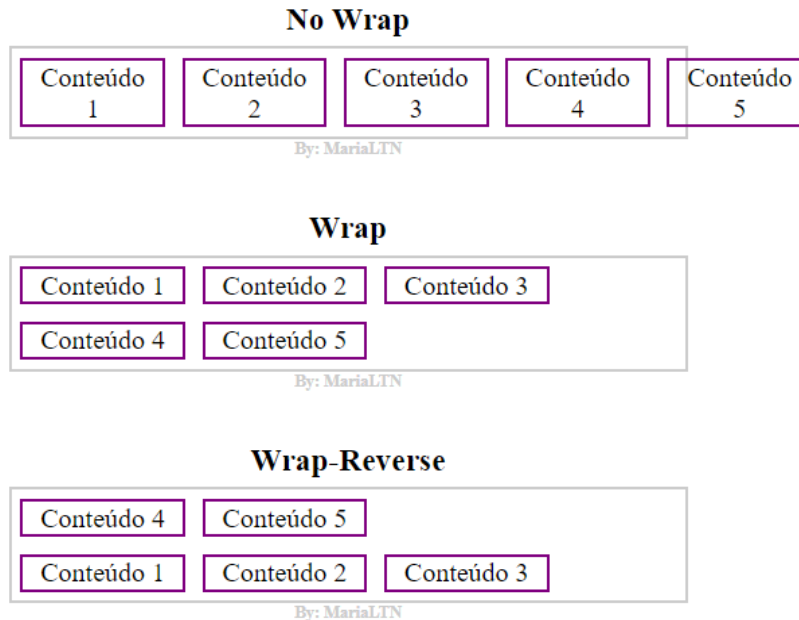 No Wrap
Conteúdo Conteúdo Conteúdo Conteúdo Conteúdo
1 2 3 4 5
By: MariaLTN
Wrap
Conteúdo 1 Conteúdo 2 Conteúdo 3
Conteúdo 4 Conteúdo 5
By: MariaLTN
Wrap-Reverse
Conteúdo 4 Conteúdo 5
Conteúdo 1 Conteúdo 2 Conteúdo 3
By: MariaLTN